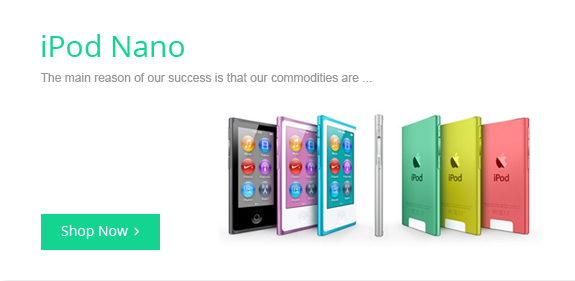 iPod Nano
The main reason of our success is that our commodities are ...
iPod
iPod
iPod
Shop Now >